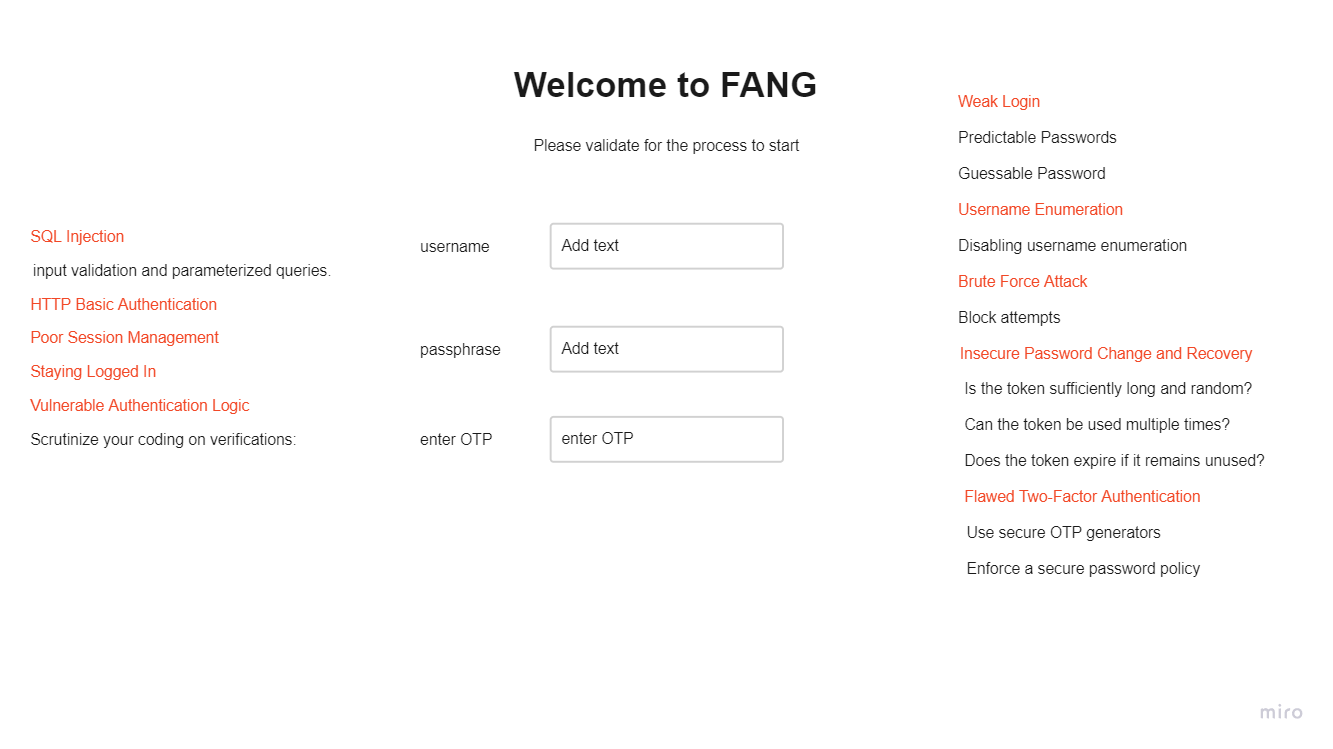 Welcome to FANG
Please validate for the process to start
SQL Injection
input validation and parameterized queries.
HTTP Basic Authentication
Poor Session Management
Staying Logged In
Vulnerable Authentication Logic
Scrutinize your coding on verifications:
username
Add text
passphrase
Add text
enter OTP
enter OTP
Weak Login
Predictable Passwords
Guessable Password
Username Enumeration
Disabling username enumeration
Brute Force Attack
Block attempts
Insecure Password Change and Recovery
Is the token sufficiently long and random?
Can the token be used multiple times?
Does the token expire if it remains unused?
Flawed Two-Factor Authentication
Use secure OTP generators
Enforce a secure password policy
miro